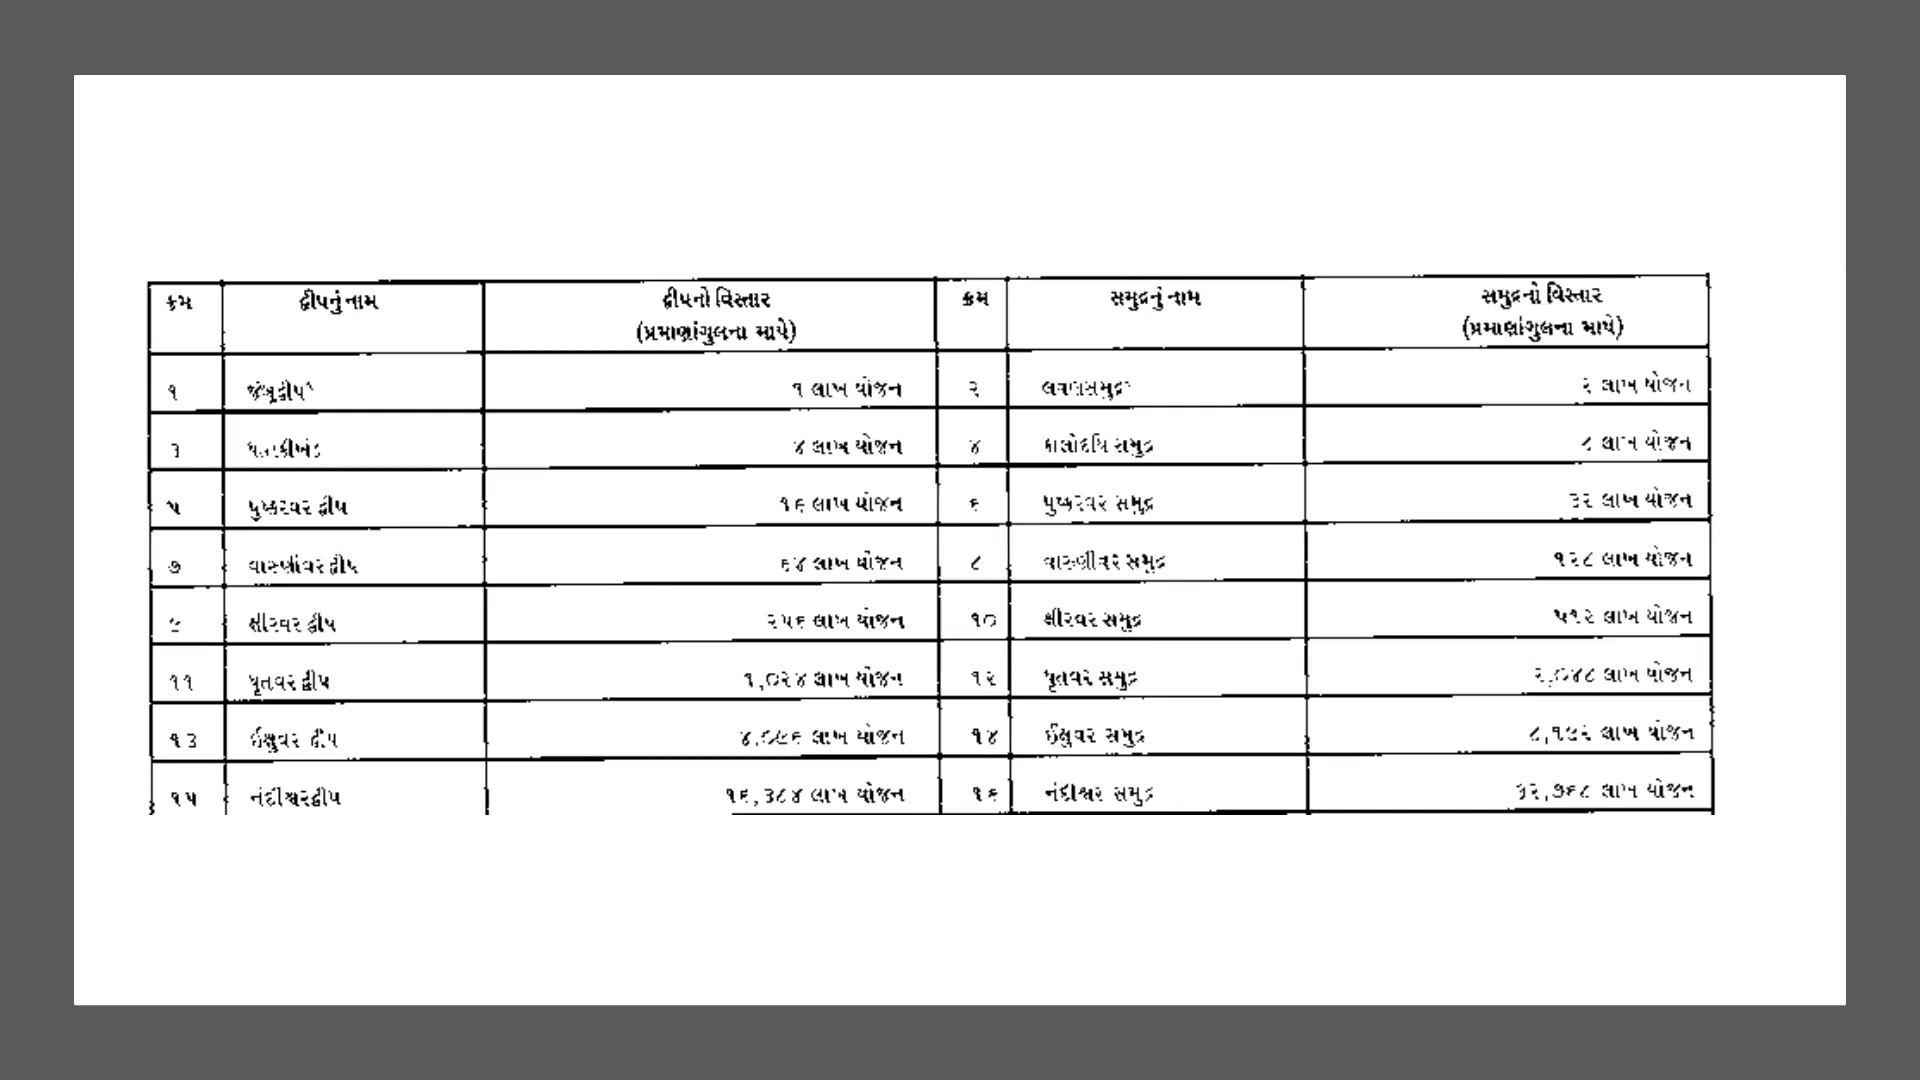 ક્રમ દ્વીપનું નામ દ્વીપનો વિસ્તાર ક્રમ સમુદ્રનું નામ સમુદ્રનો વિસ્તાર
(પ્રમાણાંગુલના માપે) (પ્રમાણાંગુલના માપે)
૧ જંબૂદ્વીપ૧ ૧ લાખ યોજન ૨ લવણસમુદ્ર ૨ લાખ યોજન
૩ ધાતકીખંડ ૪ લાખ યોજન ૪ કાલોદધિ સમુદ્ર ૮ લાખ યોજન
૫ પુષ્કરવર દ્વીપ ૧૬ લાખ યોજન ૬ પુષ્કરવર સમુદ્ર ૩૨ લાખ યોજન
૭ વારુણીવર દ્વીપ ૬૪ લાખ યોજન ૮ વારુણીવર સમુદ્ર ૧૨૮ લાખ યોજન
૯ ક્ષીરવર દ્વીપ ૨૫૬ લાખ યોજન ૧૦ ક્ષીરવર સમુદ્ર ૫૧૨ લાખ યોજન
૧૧ ઘૃતવર દ્વીપ ૧,૦૨૪ લાખ યોજન ૧૨ ઘૃતવર સમુદ્ર ૨,૦૪૮ લાખ યોજન
૧૩ ઈક્ષુવર દ્વીપ ૪,૦૯૬ લાખ યોજન ૧૪ ઈક્ષુવર સમુદ્ર ૮,૧૯૨ લાખ યોજન
૧૫ નંદીશ્વરદ્વીપ ૧૬,૩૮૪ લાખ યોજન ૧૬ નંદીશ્વર સમુદ્ર ૩૨,૭૬૮ લાખ યોજન